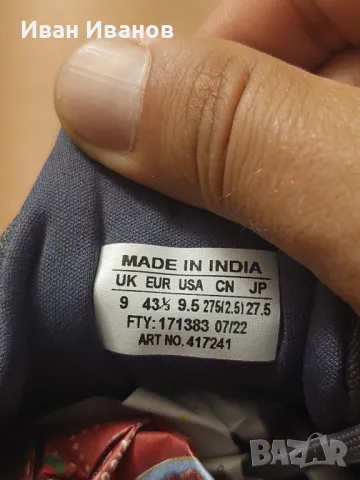 Иван Иванов
MADE IN INDIA
UK EUR USA CN JP
9 43⅓ 9.5 275(2.5) 27.5
FTY: 171383 07/22
ART NO. 417241
BAZAR